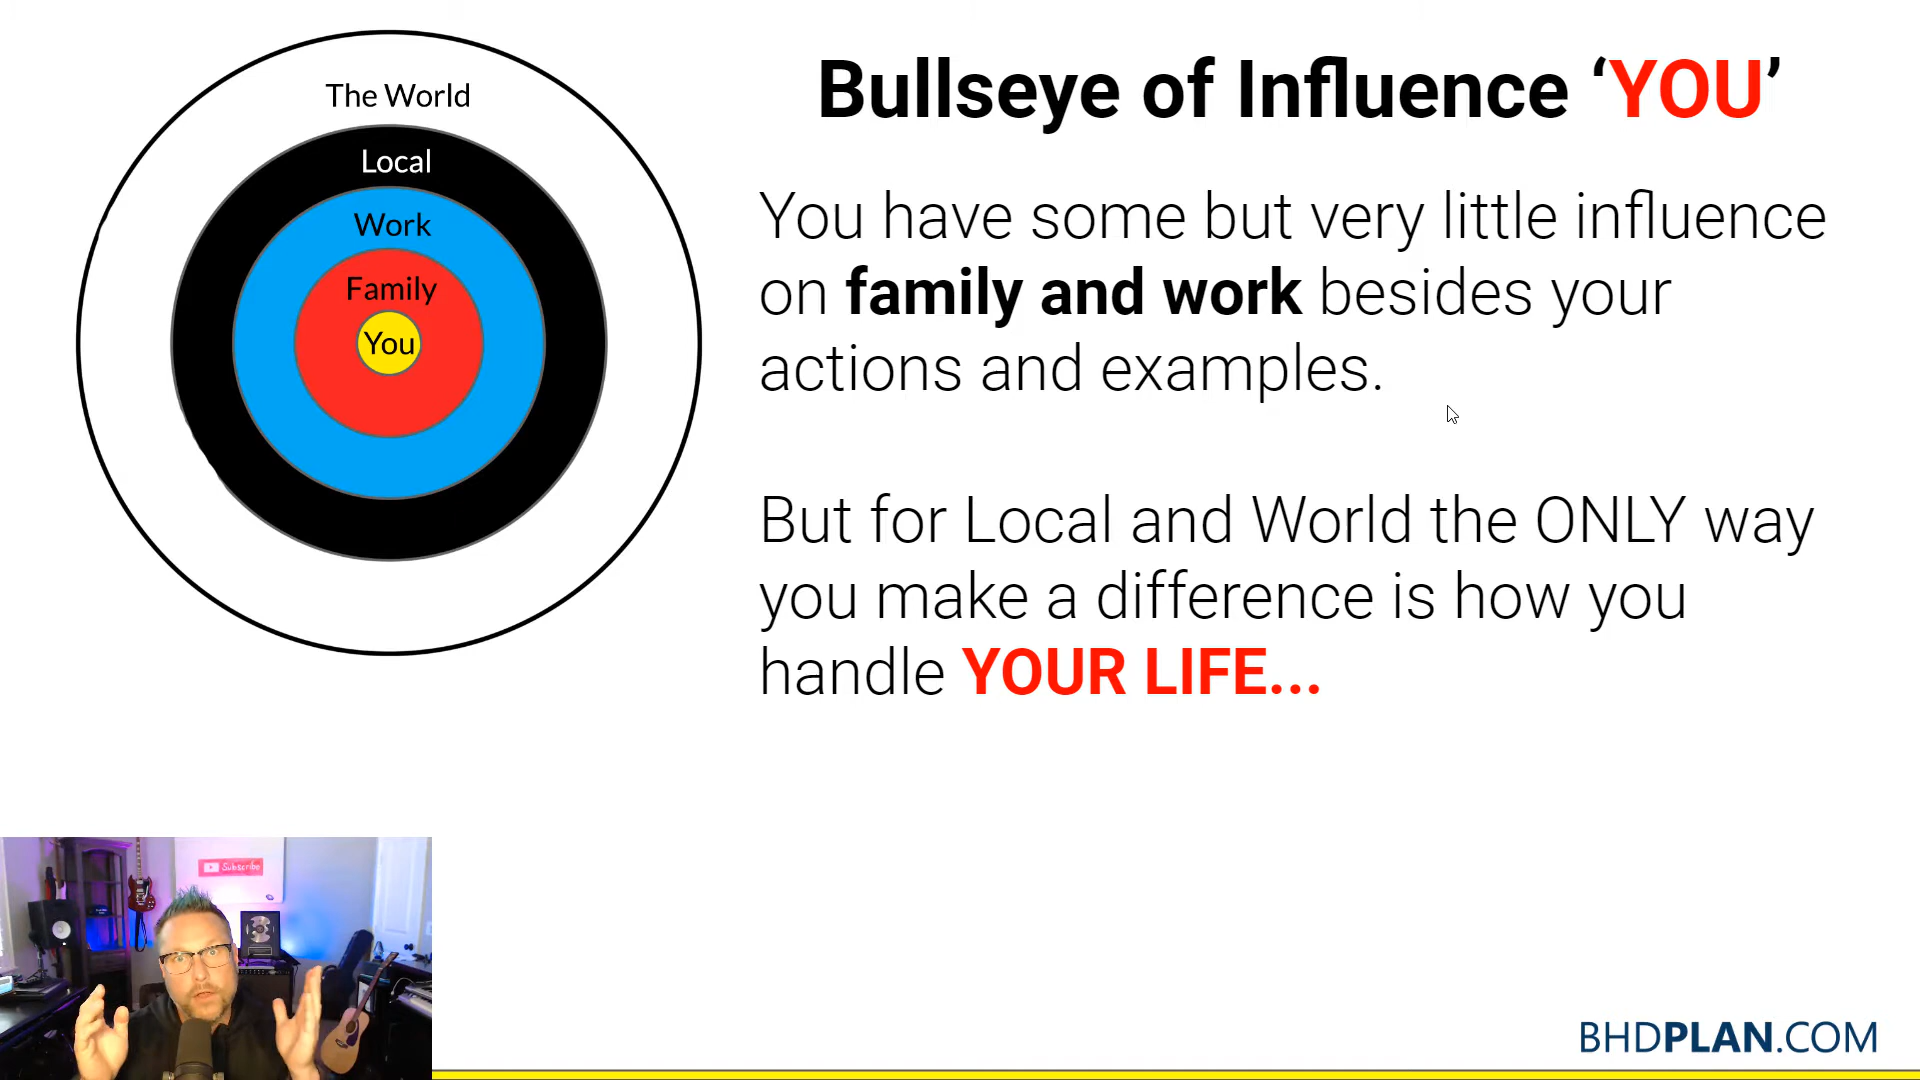 The World
Local
Work
Family
You
Bullseye of Influence ‘YOU’
You have some but very little influence
on family and work besides your
actions and examples.
But for Local and World the ONLY way
you make a difference is how you
handle YOUR LIFE...
Subscribe
BHDPLAN.COM